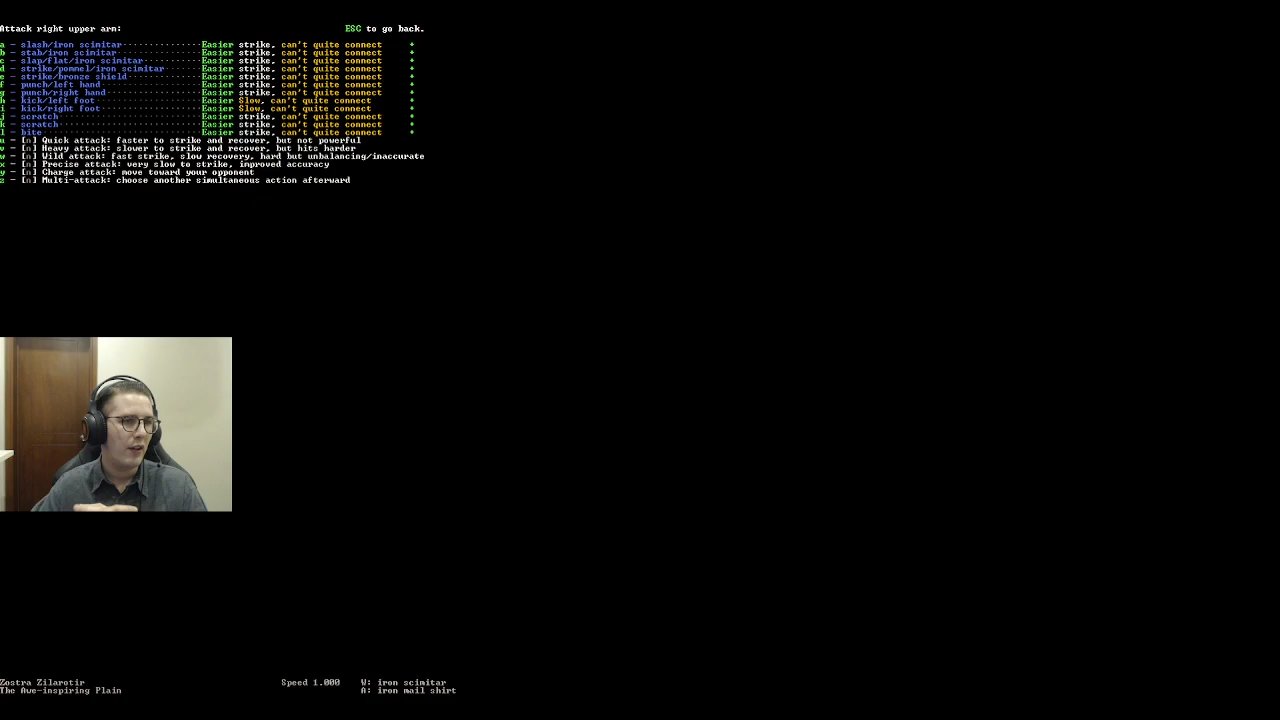 Attack right upper arm: ESC to go back.
a - slash/iron scimitar Easier strike, can't quite connect +
b - stab/iron scimitar Easier strike, can't quite connect +
c - slap/flat/iron scimitar Easier strike, can't quite connect +
d - strike/pommel/iron scimitar Easier strike, can't quite connect +
e - strike/bronze shield Easier strike, can't quite connect +
f - punch/left hand Easier strike, can't quite connect +
g - punch/right hand Easier strike, can't quite connect +
h - kick/left foot Easier Slow, can't quite connect +
i - kick/right foot Easier Slow, can't quite connect +
j - scratch Easier strike, can't quite connect +
k - scratch Easier strike, can't quite connect +
l - bite Easier strike, can't quite connect +
u - [n] Quick attack: faster to strike and recover, but not powerful
v - [n] Heavy attack: slower to strike and recover, but hits harder
w - [n] Wild attack: fast strike, slow recovery, hard but unbalancing/inaccurate
x - [n] Precise attack: very slow to strike, improved accuracy
y - [n] Charge attack: move toward your opponent
z - [n] Multi-attack: choose another simultaneous action afterward
Zostra Zilarotir Speed 1.000 W: iron scimitar
The Awe-inspiring Plain A: iron mail shirt